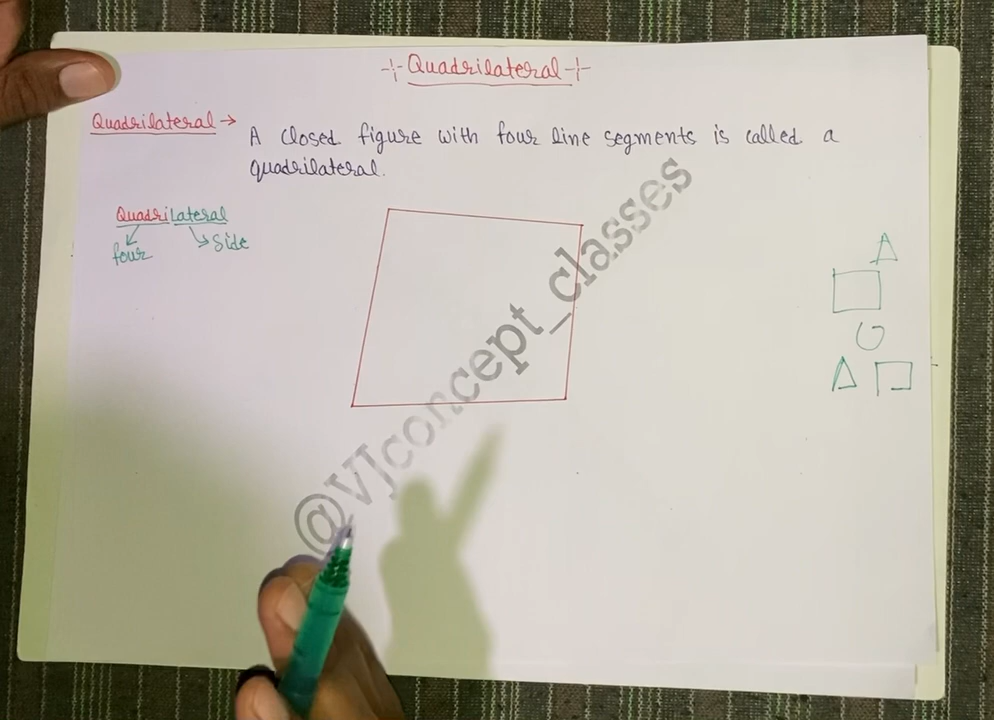 Quadrilateral
Quadrilateral →
A closed figure with four line segments is called a
quadrilateral.
QuadriLateral
four
Side
@VJconcept_classes